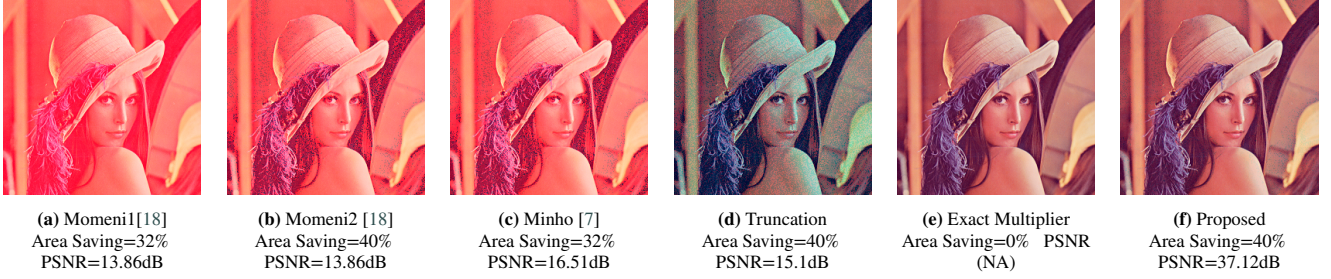 (a) Momeni1[18]
Area Saving=32%
PSNR=13.86dB
(b) Momeni2 [18]
Area Saving=40%
PSNR=13.86dB
(c) Minho [7]
Area Saving=32%
PSNR=16.51dB
(d) Truncation
Area Saving=40%
PSNR=15.1dB
(e) Exact Multiplier
Area Saving=0% PSNR
(NA)
(f) Proposed
Area Saving=40%
PSNR=37.12dB